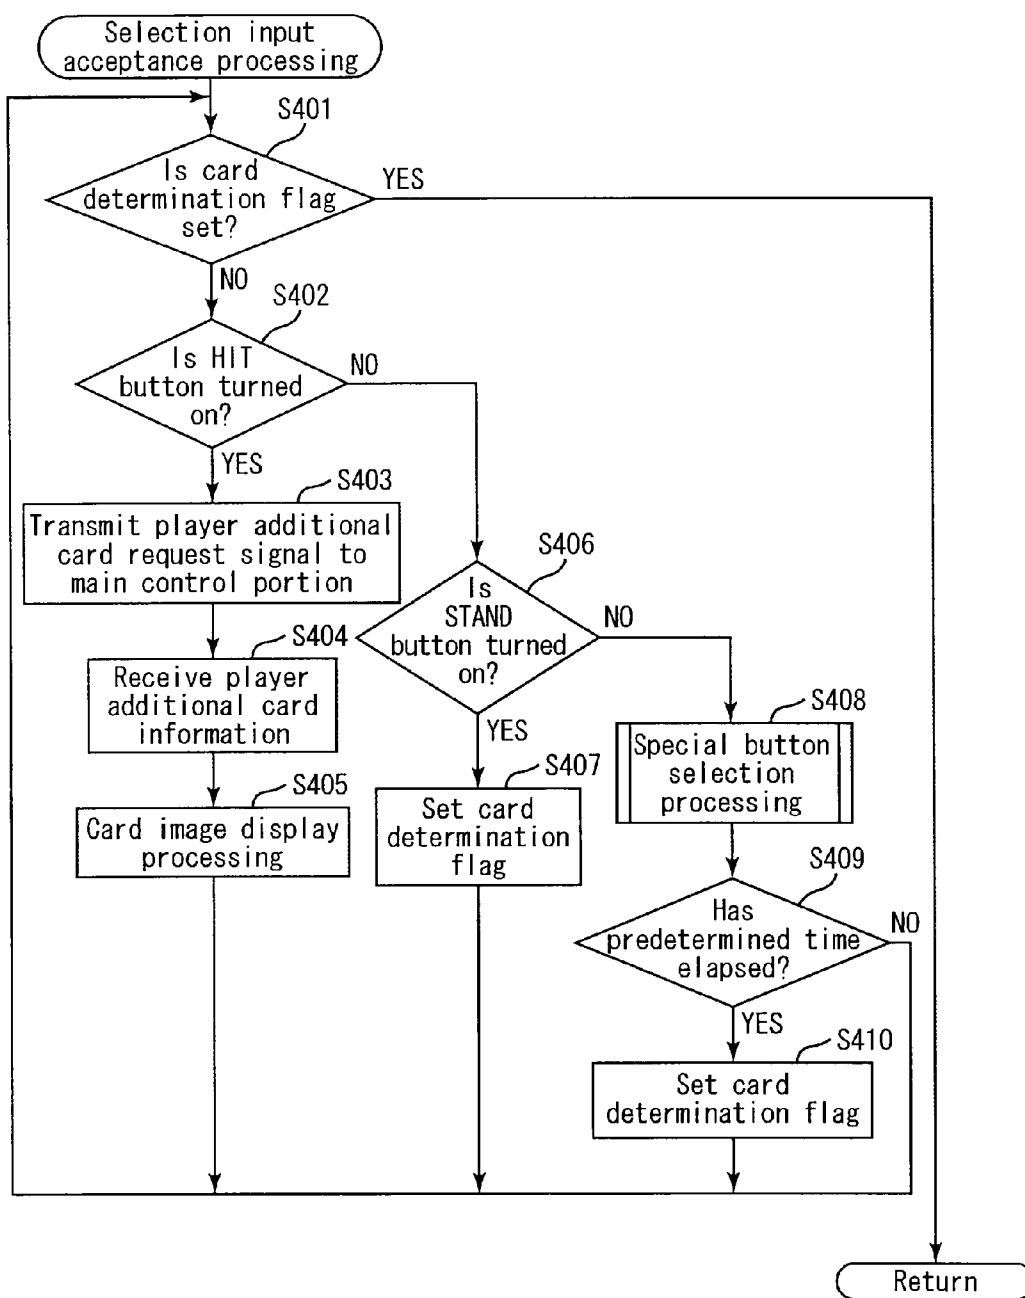 Selection input
acceptance processing
S401
Is card
determination flag
set?
YES
NO
S402
Is HIT
button turned
on?
NO
YES
S403
Transmit player additional
card request signal to
main control portion
S404
Receive player
additional card
information
S405
Card image display
processing
S406
Is
STAND
button turned
on?
NO
YES
S407
Set card
determination
flag
S408
Special button
selection
processing
S409
Has
predetermined time
elapsed?
NO
YES
S410
Set card
determination flag
Return